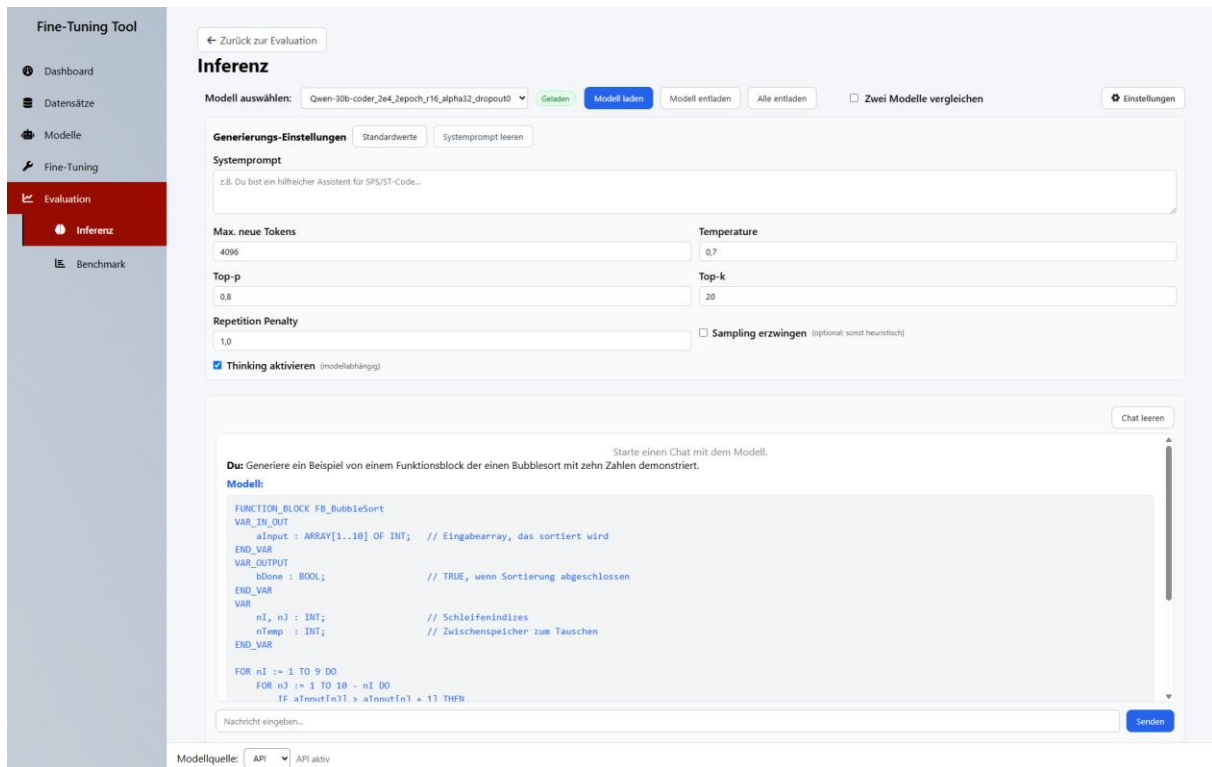 Fine-Tuning Tool
Dashboard
Datensätze
Modelle
Fine-Tuning
Evaluation
Inferenz
Benchmark
← Zurück zur Evaluation
Inferenz
Modell auswählen: Qwen-30b-coder_2e4_2epoch_r16_alpha32_dropout0 Geladen Modell laden Modell entladen Alle entladen Zwei Modelle vergleichen Einstellungen
Generierungs-Einstellungen Standardwerte Systemprompt leeren
Systemprompt
z.B. Du bist ein hilfreicher Assistent für SPS/ST-Code...
Max. neue Tokens Temperature
4096 0,7
Top-p Top-k
0,8 20
Repetition Penalty
1,0 Sampling erzwingen (optional; sonst heuristisch)
Thinking aktivieren (modellabhängig)
Chat leeren
Starte einen Chat mit dem Modell.
Du: Generiere ein Beispiel von einem Funktionsblock der einen Bubblesort mit zehn Zahlen demonstriert.
Modell:
FUNCTION_BLOCK FB_BubbleSort
VAR_IN_OUT
aInput : ARRAY[1..10] OF INT; // Eingabearray, das sortiert wird
END_VAR
VAR_OUTPUT
bDone : BOOL; // TRUE, wenn Sortierung abgeschlossen
END_VAR
VAR
nI, nJ : INT; // Schleifenindizes
nTemp : INT; // Zwischenspeicher zum Tauschen
END_VAR
FOR nI := 1 TO 9 DO
FOR nJ := 1 TO 10 - nI DO
IF aInput[nJ] > aInput[nJ + 1] THEN
Nachricht eingeben... Senden
Modellquelle: API API aktiv